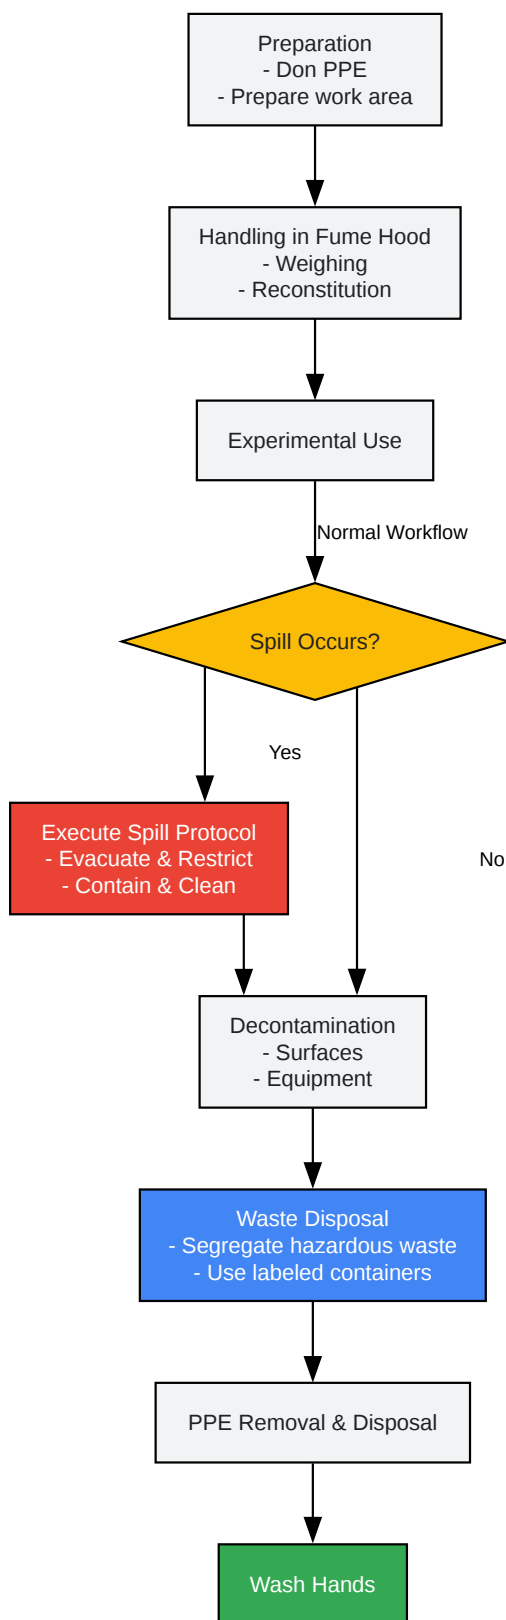 Preparation
- Don PPE
- Prepare work area
Handling in Fume Hood
- Weighing
- Reconstitution
Experimental Use
Normal Workflow
Spill Occurs?
Yes
Execute Spill Protocol
- Evacuate & Restrict
- Contain & Clean
No
Decontamination
- Surfaces
- Equipment
Waste Disposal
- Segregate hazardous waste
- Use labeled containers
PPE Removal & Disposal
Wash Hands